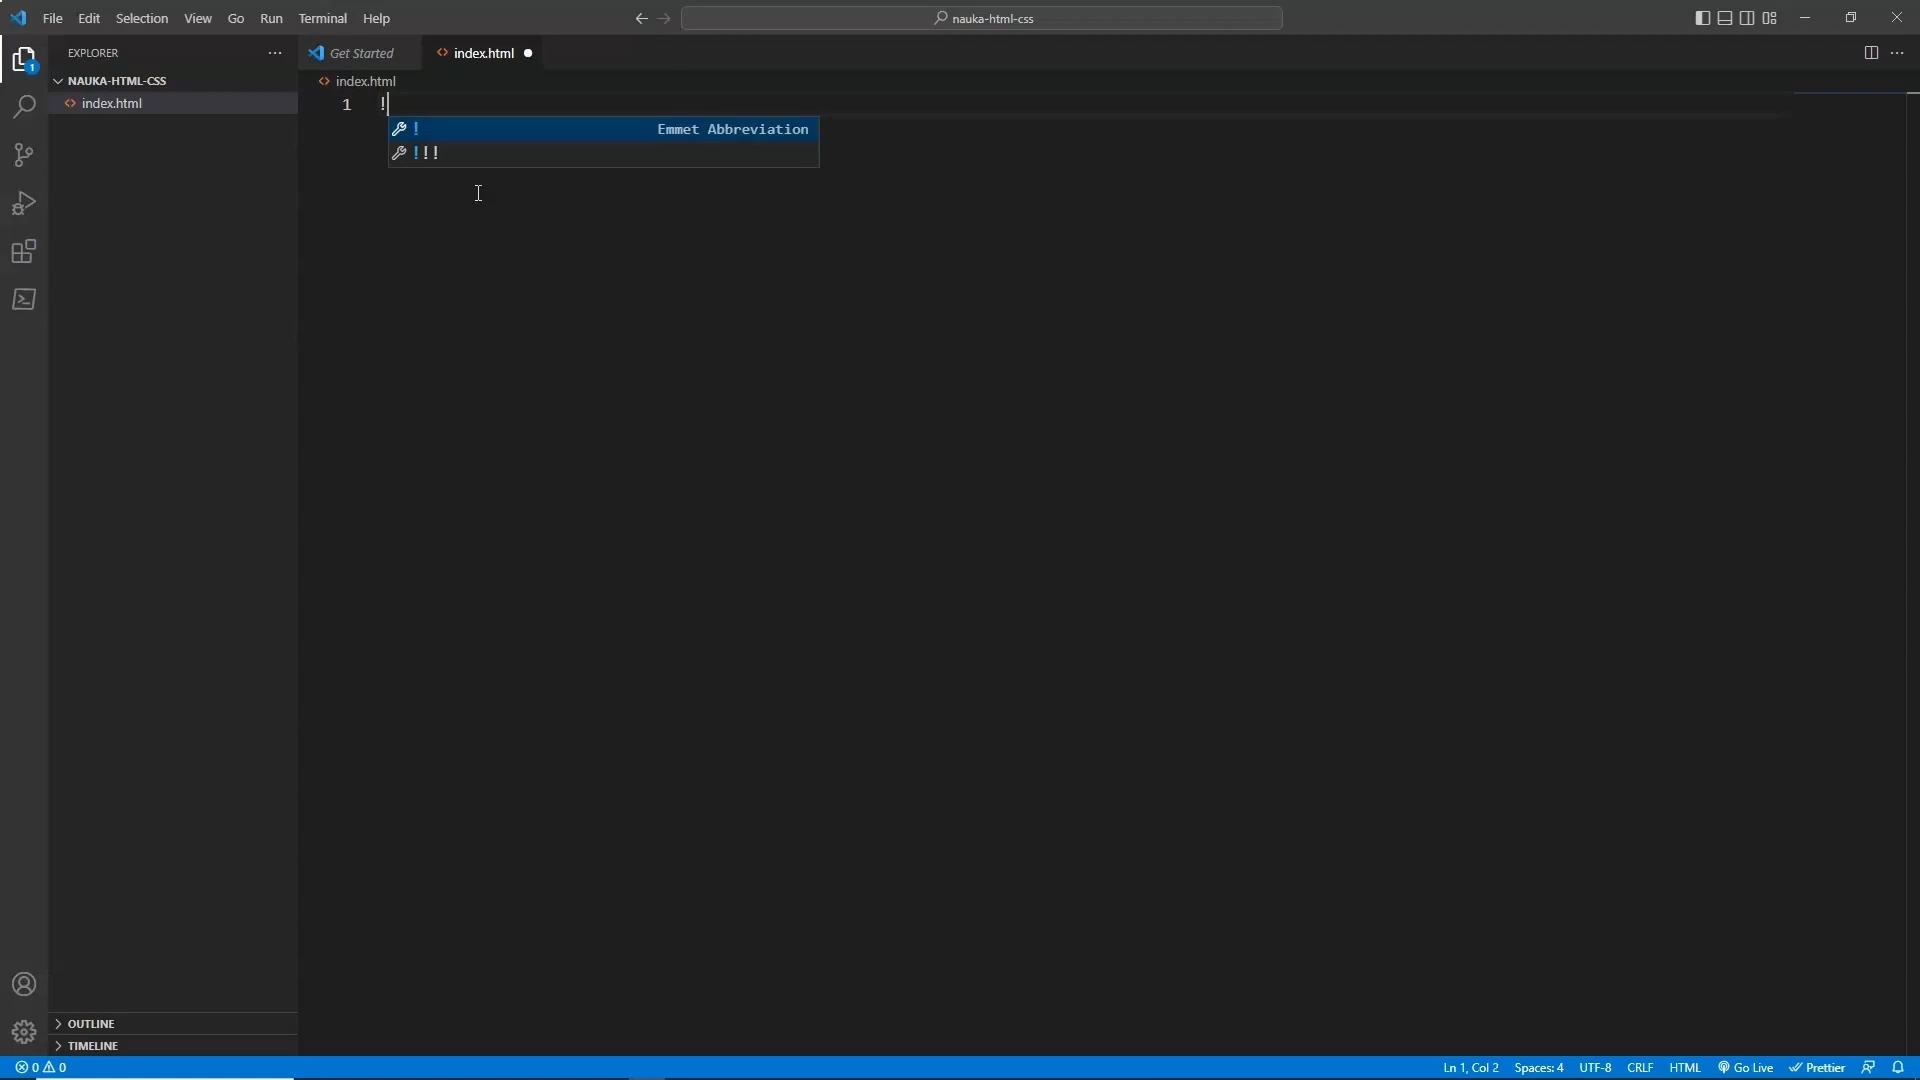 File Edit Selection View Go Run Terminal Help
nauka-html-css
EXPLORER
Get Started
index.html
1
NAUKA-HTML-CSS
index.html
index.html
1 !
! Emmet Abbreviation
!!!
OUTLINE
TIMELINE
0 0 Ln 1, Col 2 Spaces: 4 UTF-8 CRLF HTML Go Live Prettier